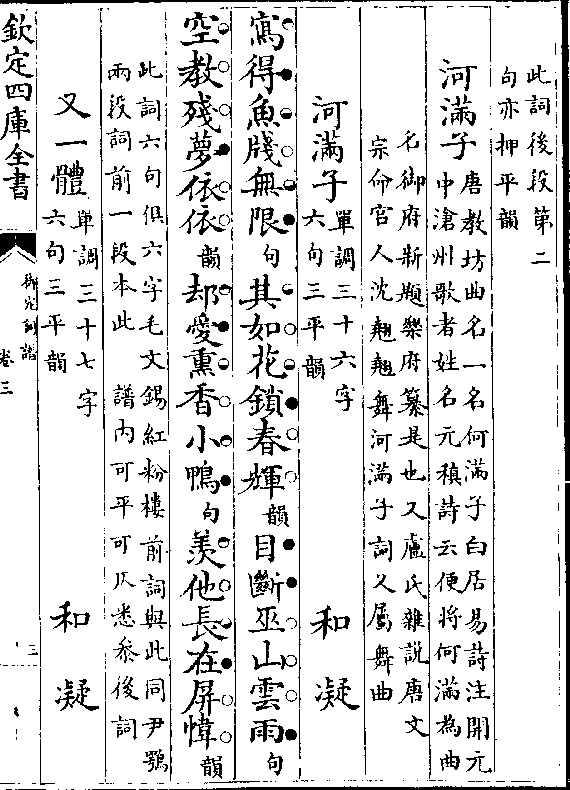 此詞後段第二
句亦押平韻
河滿子
唐教坊曲名一名何滿子白居易詩注開元
中滄州歌者姓名元稹詩云便將何滿為曲
名御府新題樂府纂是也又盧氏雜說唐文
宗命宫人沈翹翹舞河滿子詞又屬舞曲
河滿子
單調三十六字
六句三平韻
和凝
寫得魚牋無限句其如花鎖春輝韻目斷巫山雲雨句
空教殘夢依依韻却愛熏香小鴨句羡他長在屏幃韻
此詞六句俱六字毛文錫紅粉樓前詞與此同尹鶚
兩段詞前一段本此 譜内可平可仄悉叅後詞
又一體
單調三十七字
六句三平韻
和凝
欽定四庫全書
御定詞譜
卷三
三